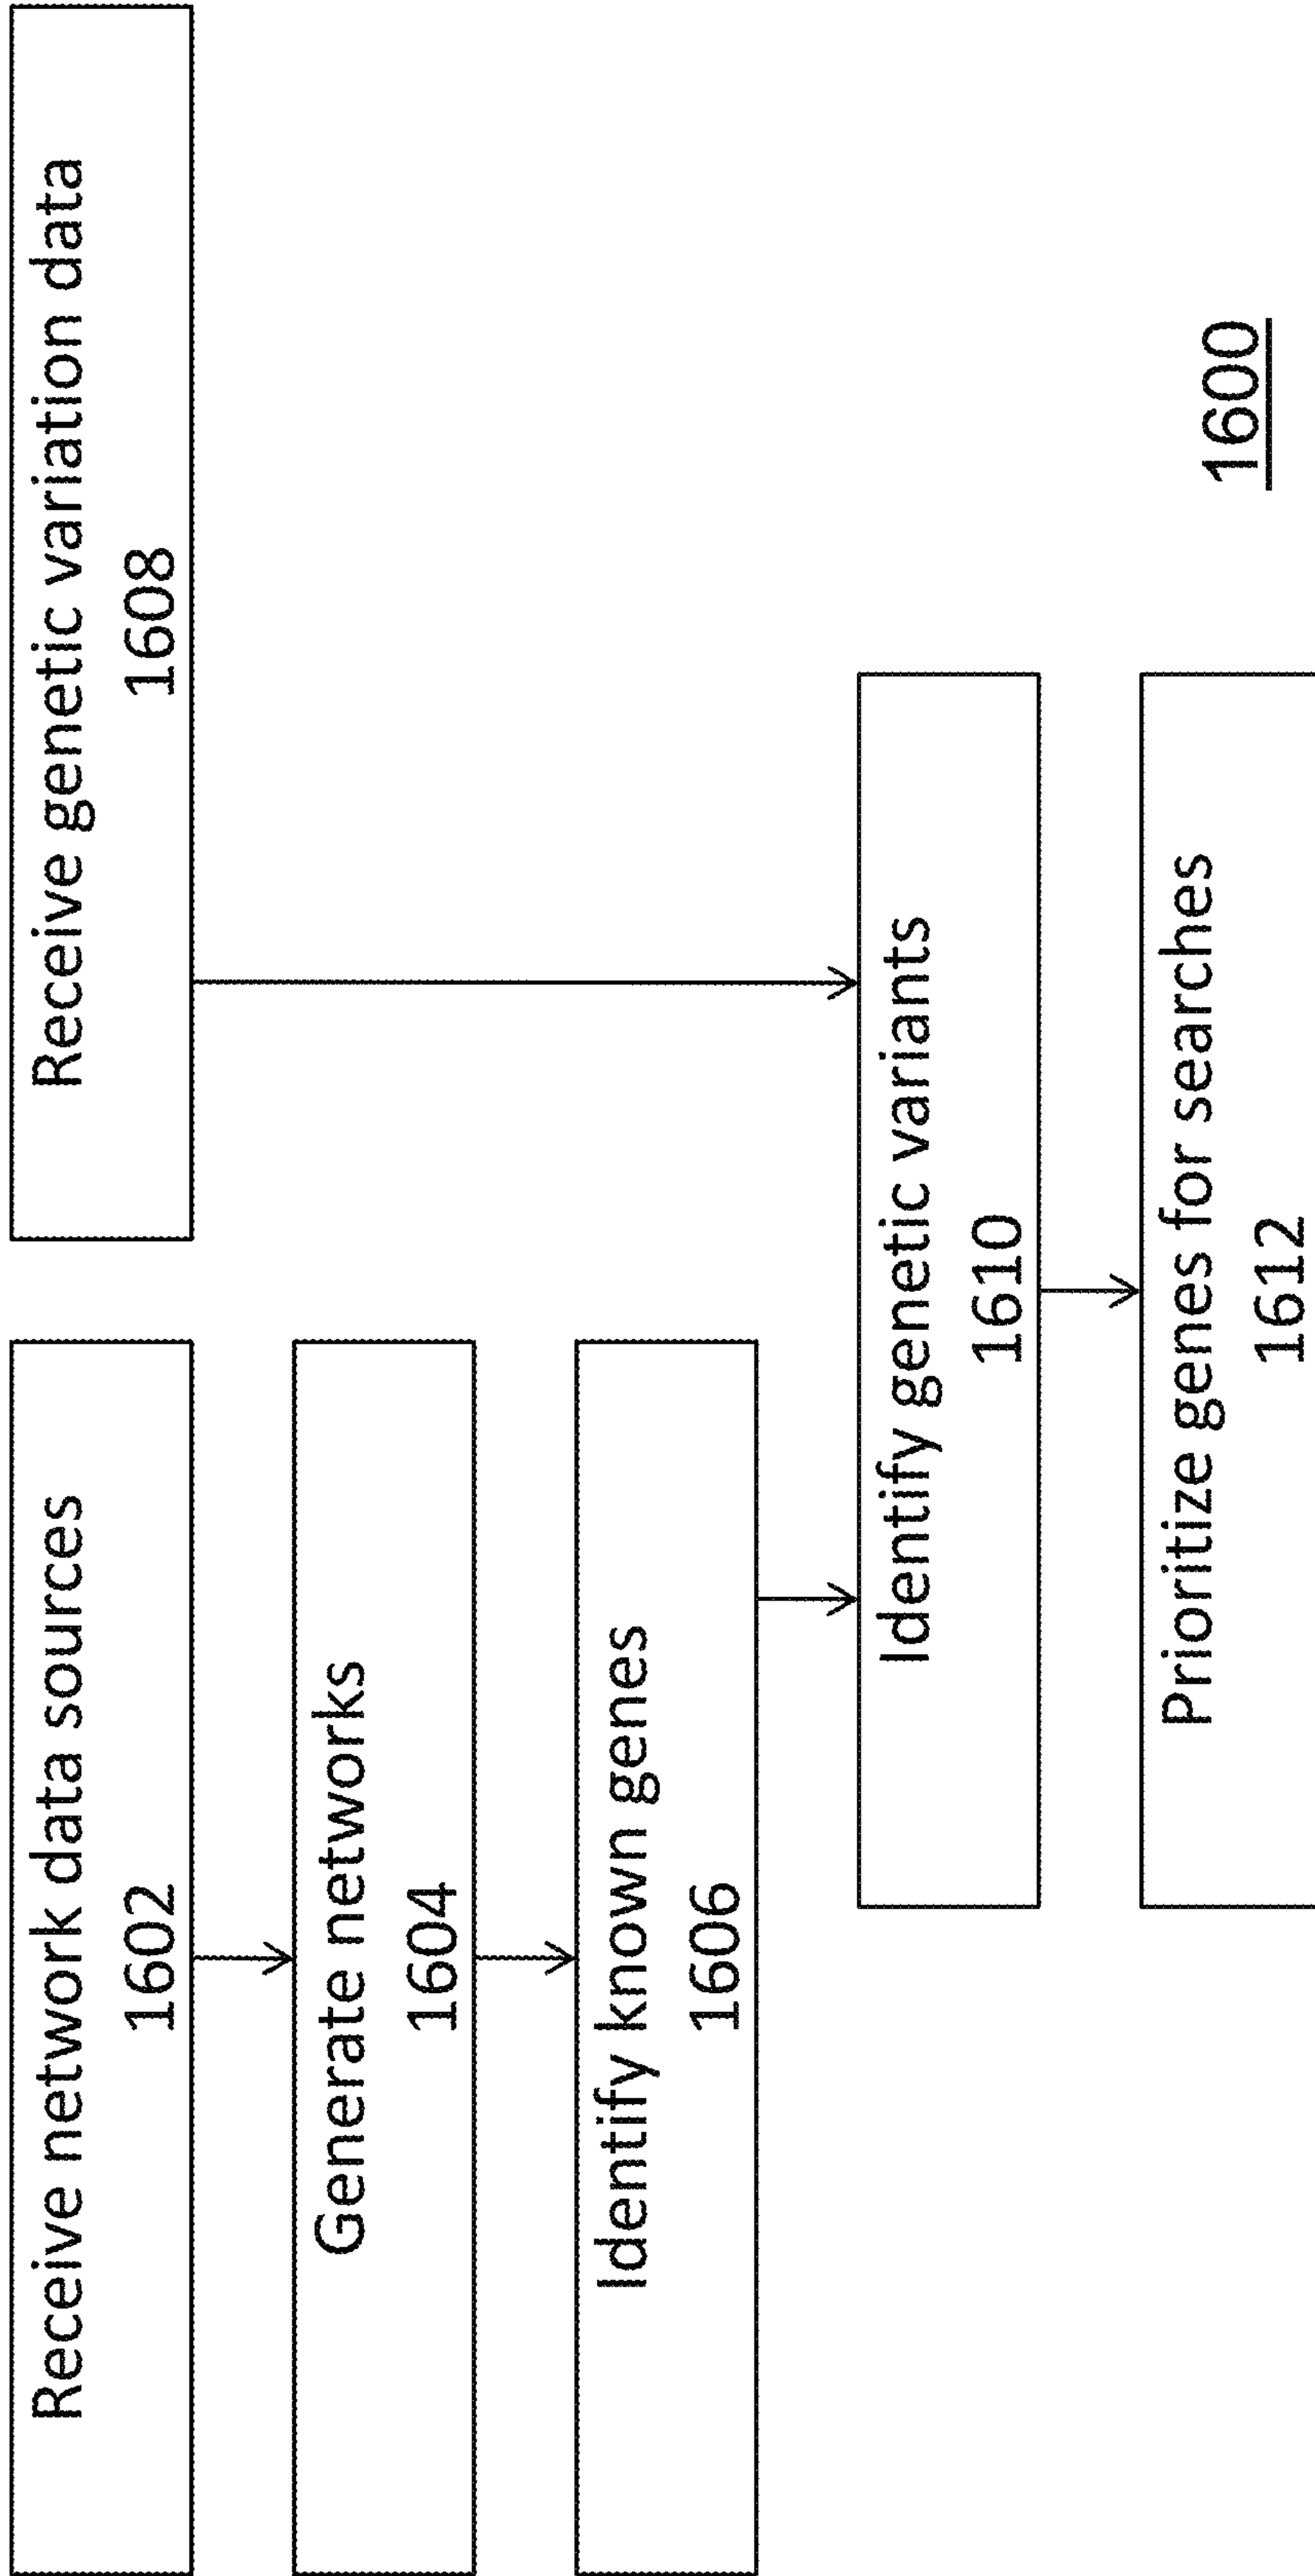 Receive network data sources
1602
Receive genetic variation data
1608
Generate networks
1604
Identify known genes
1606
Identify genetic variants
1610
Prioritize genes for searches
1612
1600